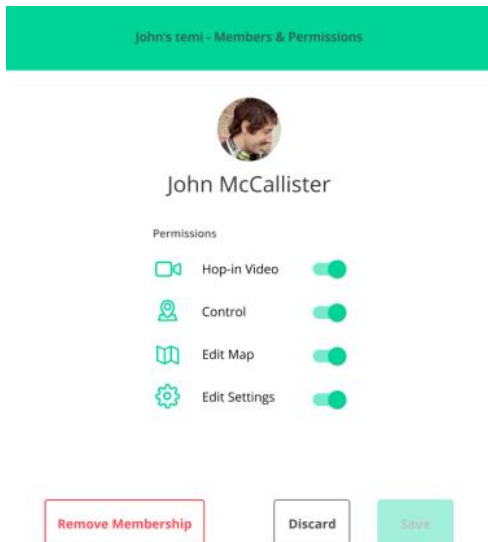 John's temi - Members & Permissions
John McCallister
Permissions
Hop-in Video
Control
Edit Map
Edit Settings
Remove Membership
Discard
Save